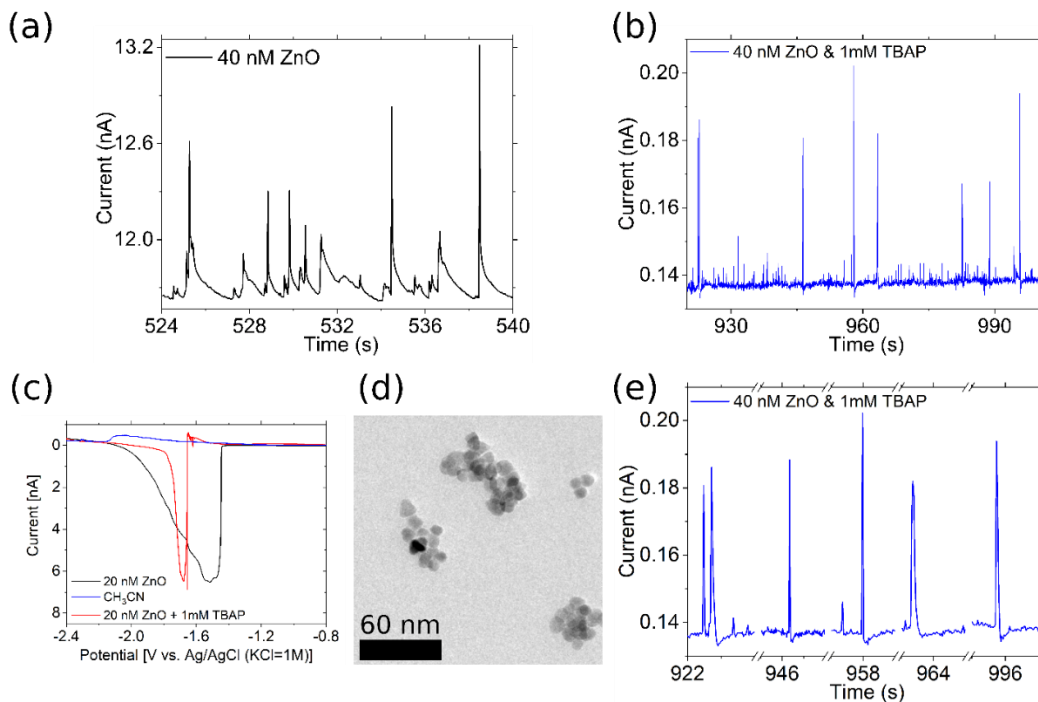 (a)
13.2
12.6
12.0
Current (nA)
40 nM ZnO
524 528 532 536 540
Time (s)
(b)
0.20
0.18
0.16
0.14
Current (nA)
40 nM ZnO & 1mM TBAP
930 960 990
Time (s)
(c)
0
2
4
6
8
Current [nA]
20 nM ZnO
CH₃CN
20 nM ZnO + 1mM TBAP
-2.4 -2.0 -1.6 -1.2 -0.8
Potential [V vs. Ag/AgCl (KCl=1M)]
(d)
60 nm
(e)
0.20
0.18
0.16
0.14
Current (nA)
40 nM ZnO & 1mM TBAP
922 946 958 964 996
Time (s)